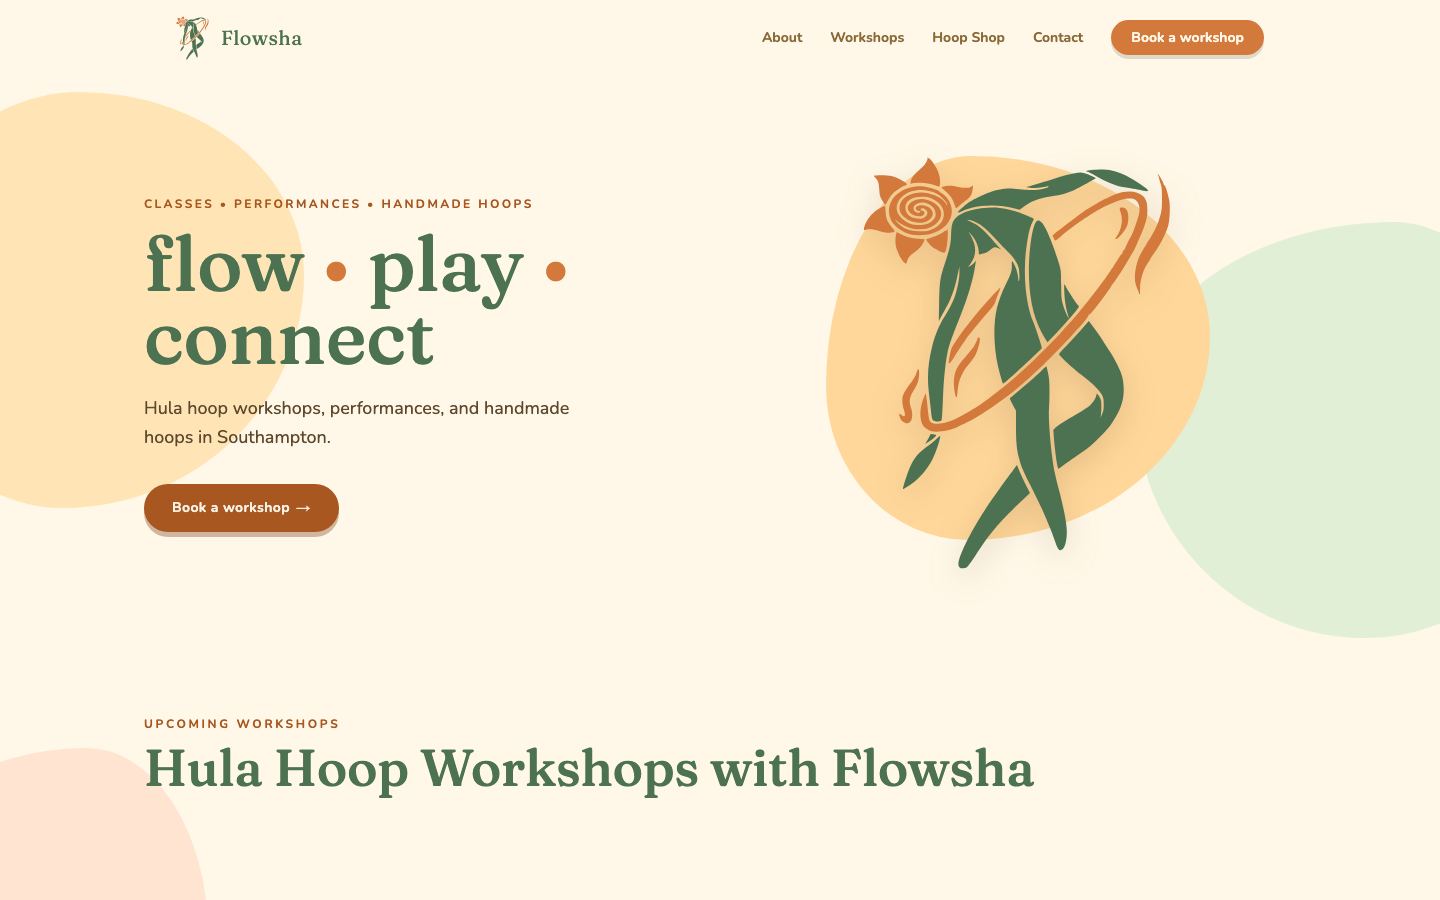 Flowsha
About
Workshops
Hoop Shop
Contact
Book a workshop
CLASSES • PERFORMANCES • HANDMADE HOOPS
flow • play •
connect
Hula hoop workshops, performances, and handmade
hoops in Southampton.
Book a workshop →
UPCOMING WORKSHOPS
Hula Hoop Workshops with Flowsha